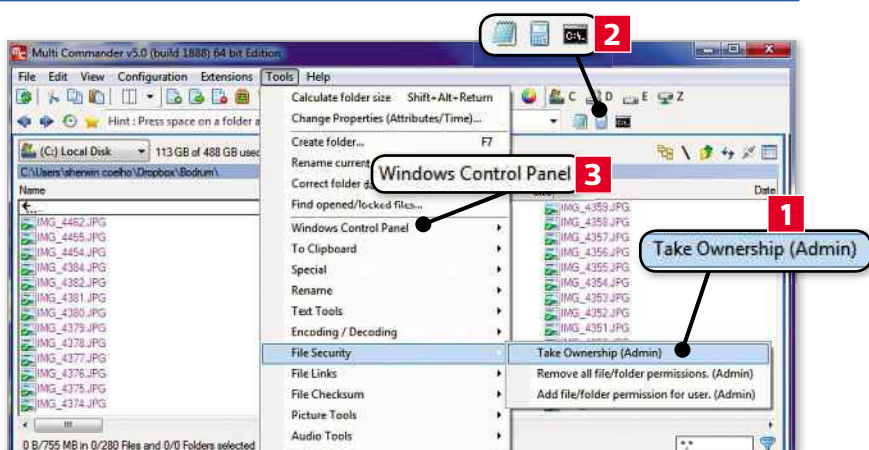 2
Multi Commander v5.0 (build 1888) 64 bit Edition
File Edit View Configuration Extensions Tools Help
Calculate folder size Shift+Alt+Return
C D E Z
Hint : Press space on a folder a
Change Properties (Attributes/Time)...
Create folder... F7
(C:) Local Disk 113 GB of 488 GB used
Rename current
Windows Control Panel 3
C:\Users\sherwin coelho\Dropbox\Bodrum\
Correct folder
Name
Date
Find opened/locked files...
1
Take Ownership (Admin)
Windows Control Panel
To Clipboard
Special
Rename
Text Tools
Encoding / Decoding
File Security
File Links
File Checksum
Picture Tools
Audio Tools
IMG_4462.JPG
IMG_4455.JPG
IMG_4454.JPG
IMG_4384.JPG
IMG_4382.JPG
IMG_4381.JPG
IMG_4380.JPG
IMG_4379.JPG
IMG_4378.JPG
IMG_4377.JPG
IMG_4376.JPG
IMG_4375.JPG
IMG_4374.JPG
IMG_4359.JPG
IMG_4358.JPG
IMG_4357.JPG
IMG_4356.JPG
IMG_4355.JPG
IMG_4354.JPG
IMG_4353.JPG
IMG_4352.JPG
IMG_4351.JPG
Take Ownership (Admin)
Remove all file/folder permissions. (Admin)
Add file/folder permission for user. (Admin)
0 B/755 MB in 0/280 Files and 0/0 Folders selected
*.*